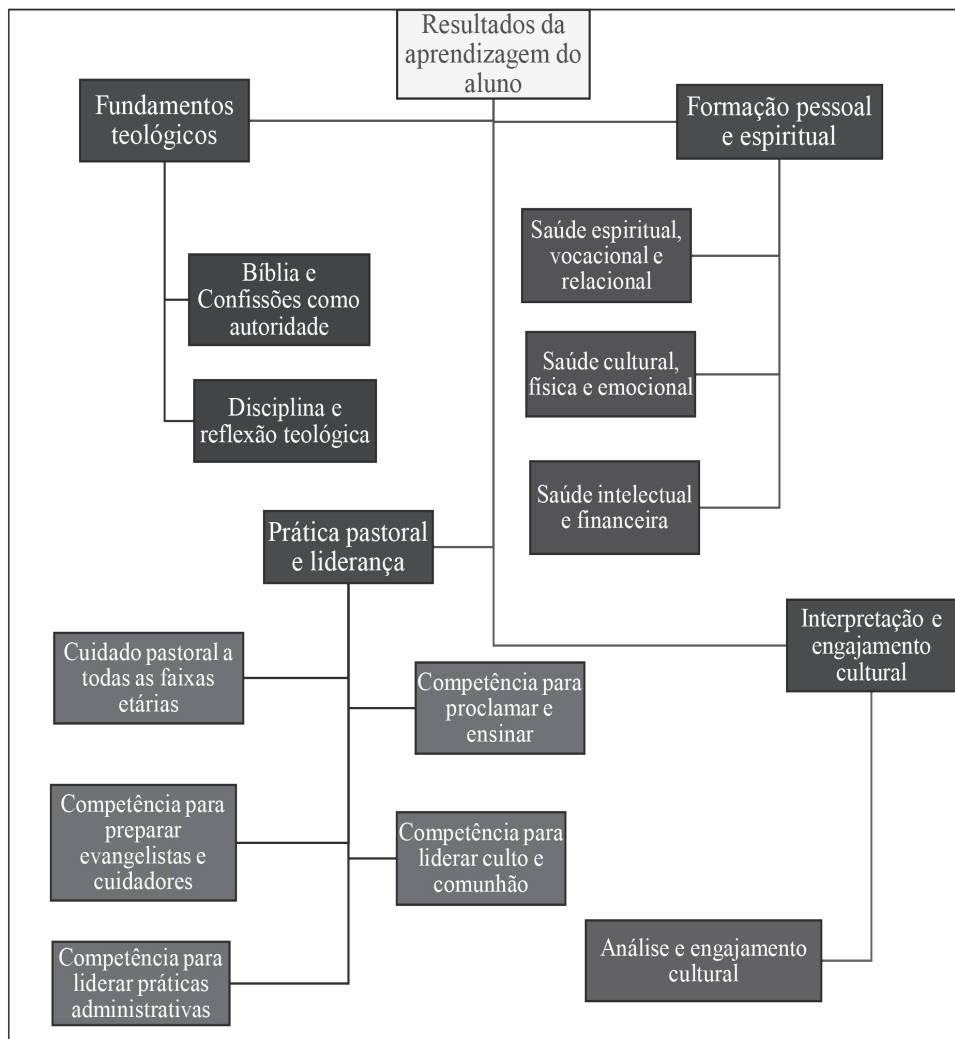 Resultados da
aprendizagem do
aluno
Fundamentos
teológicos
Formação pessoal
e espiritual
Bíblia e
Confissões como
autoridade
Disciplina e
reflexão teológica
Saúde espiritual,
vocacional e
relacional
Saúde cultural,
física e emocional
Saúde intelectual
e financeira
Prática pastoral
e liderança
Cuidado pastoral a
todas as faixas
etárias
Competência para
proclamar e
ensinar
Competência para
preparar
evangelistas e
cuidadores
Competência para
liderar culto e
comunhão
Competência para
liderar práticas
administrativas
Interpretação e
engajamento
cultural
Análise e engajamento
cultural